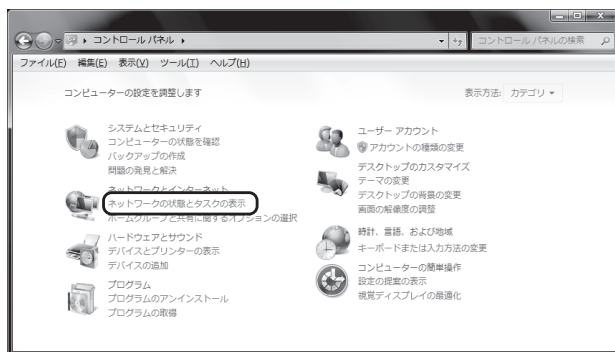 コントロール パネル
コントロール パネルの検索
ファイル(F) 編集(E) 表示(V) ツール(T) ヘルプ(H)
コンピューターの設定を調整します
表示方法: カテゴリ
システムとセキュリティ
コンピューターの状態を確認
バックアップの作成
問題の発見と解決
ネットワークとインターネット
ネットワークの状態とタスクの表示
ホームグループと共有に関するオプションの選択
ハードウェアとサウンド
デバイスとプリンターの表示
デバイスの追加
プログラム
プログラムのアンインストール
プログラムの取得
ユーザー アカウント
アカウントの種類の変更
デスクトップのカスタマイズ
テーマの変更
デスクトップの背景の変更
画面の解像度の調整
時計、言語、および地域
キーボードまたは入力方法の変更
コンピューターの簡単操作
設定の提案の表示
視覚ディスプレイの最適化